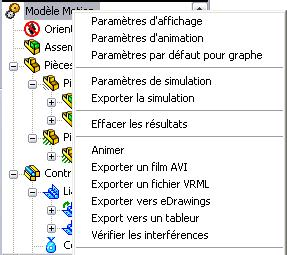 Modèle Motion
Paramètres d'affichage
Paramètres d'animation
Paramètres par défaut pour graphe
Paramètres de simulation
Exporter la simulation
Effacer les résultats
Animer
Exporter un film AVI
Exporter un fichier VRML
Exporter vers eDrawings
Export vers un tableur
Vérifier les interférences
Orient
Assem
Pièces
Pi
Pi
Contr
Lia